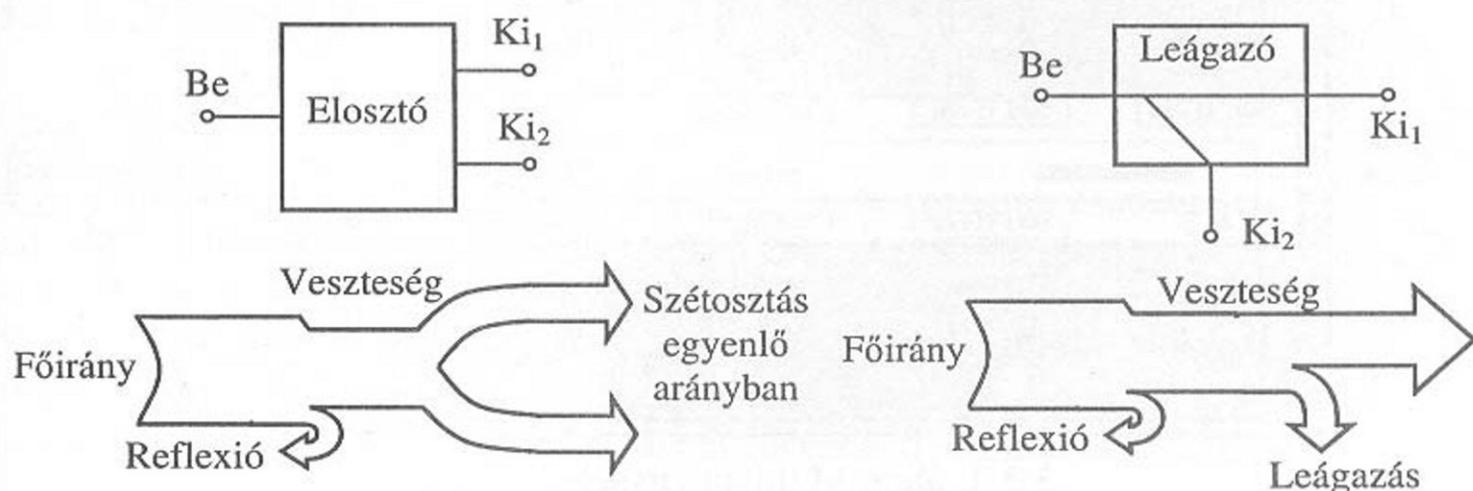 Be
Elosztó
Ki1
Ki2
Leágazó
Be
Ki1
Ki2
Főirány
Veszteség
Reflexió
Szétosztás
egyenlő
arányban
Főirány
Veszteség
Reflexió
Leágazás